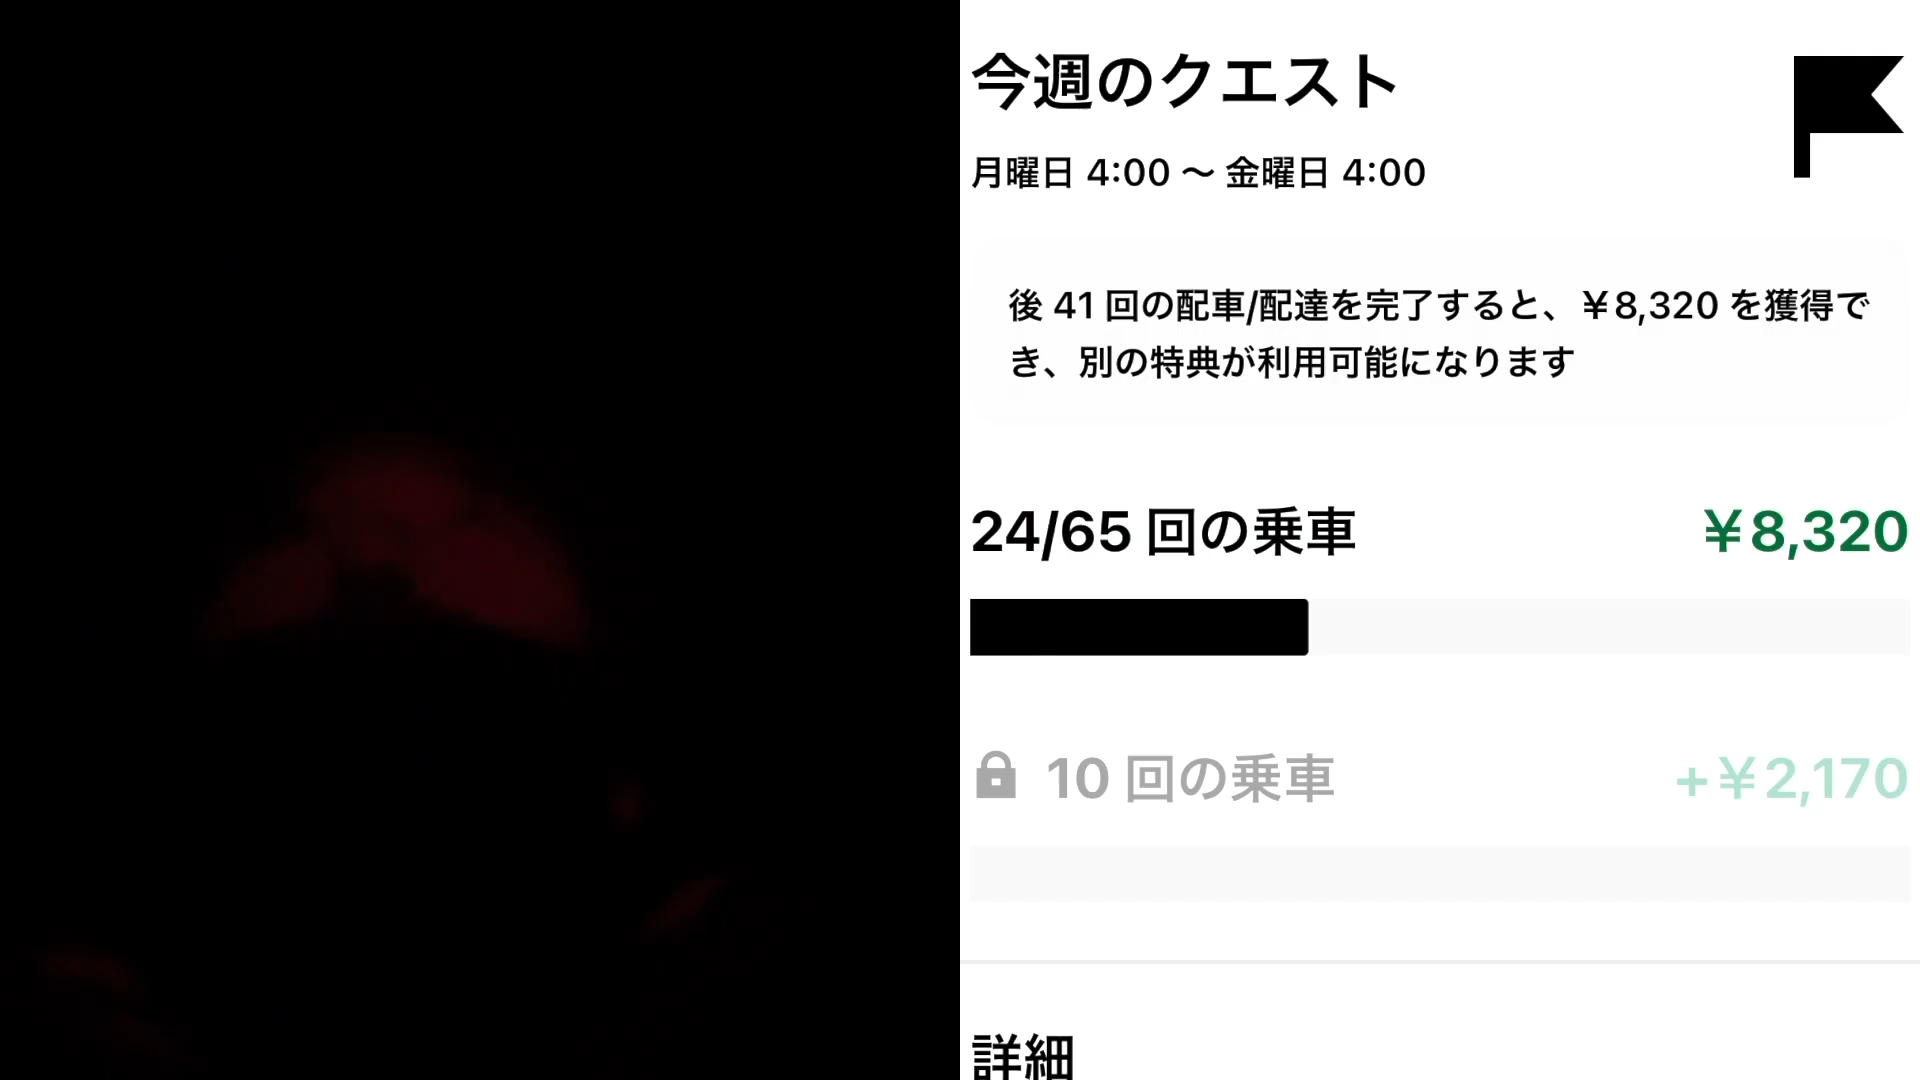 今週のクエスト
月曜日 4:00 〜 金曜日 4:00
後 41 回の配車/配達を完了すると、￥8,320 を獲得で
き、別の特典が利用可能になります
24/65 回の乗車 ￥8,320
10 回の乗車 +￥2,170
詳細